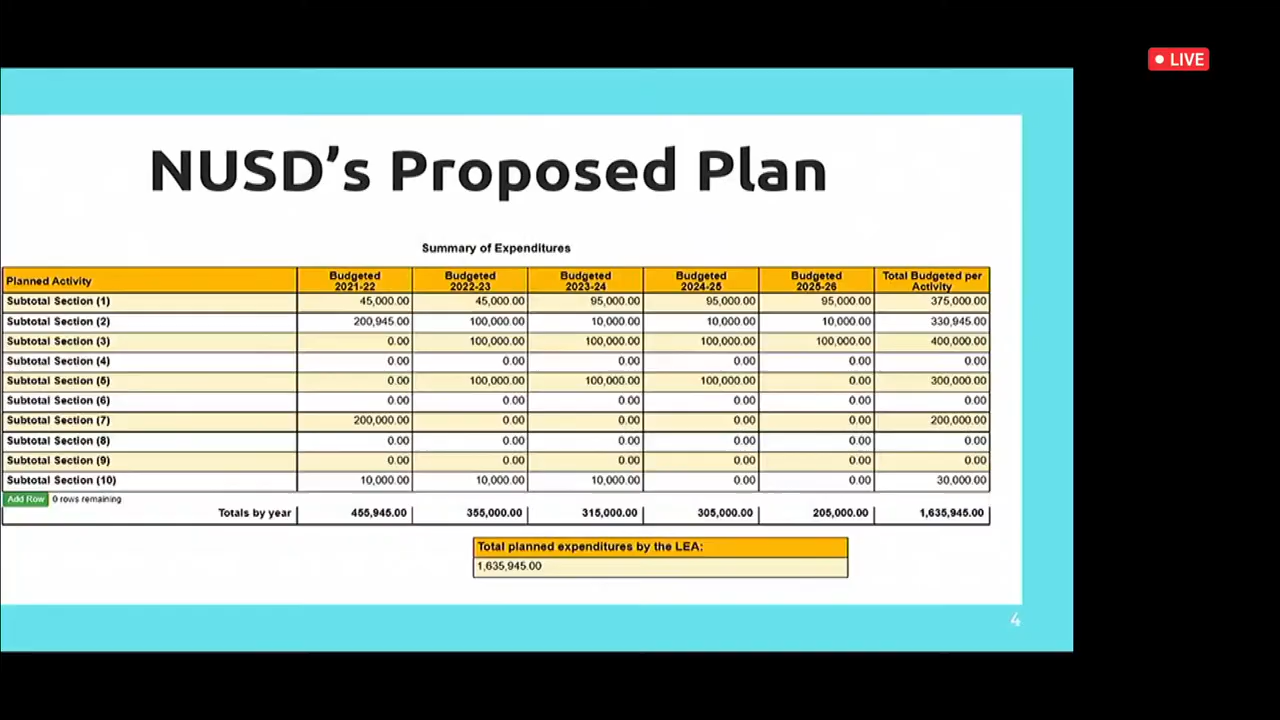 LIVE
NUSD's Proposed Plan
Summary of Expenditures
Planned Activity Budgeted 2021-22 Budgeted 2022-23 Budgeted 2023-24 Budgeted 2024-25 Budgeted 2025-26 Total Budgeted per Activity
Subtotal Section (1) 45,000.00 45,000.00 95,000.00 95,000.00 95,000.00 375,000.00
Subtotal Section (2) 200,945.00 100,000.00 10,000.00 10,000.00 10,000.00 330,945.00
Subtotal Section (3) 0.00 100,000.00 100,000.00 100,000.00 100,000.00 400,000.00
Subtotal Section (4) 0.00 0.00 0.00 0.00 0.00 0.00
Subtotal Section (5) 0.00 100,000.00 100,000.00 100,000.00 0.00 300,000.00
Subtotal Section (6) 0.00 0.00 0.00 0.00 0.00 0.00
Subtotal Section (7) 200,000.00 0.00 0.00 0.00 0.00 200,000.00
Subtotal Section (8) 0.00 0.00 0.00 0.00 0.00 0.00
Subtotal Section (9) 0.00 0.00 0.00 0.00 0.00 0.00
Subtotal Section (10) 10,000.00 10,000.00 10,000.00 0.00 0.00 30,000.00
Add Row 0 rows remaining
Totals by year 455,945.00 355,000.00 315,000.00 305,000.00 205,000.00 1,635,945.00
Total planned expenditures by the LEA:
1,635,945.00
4